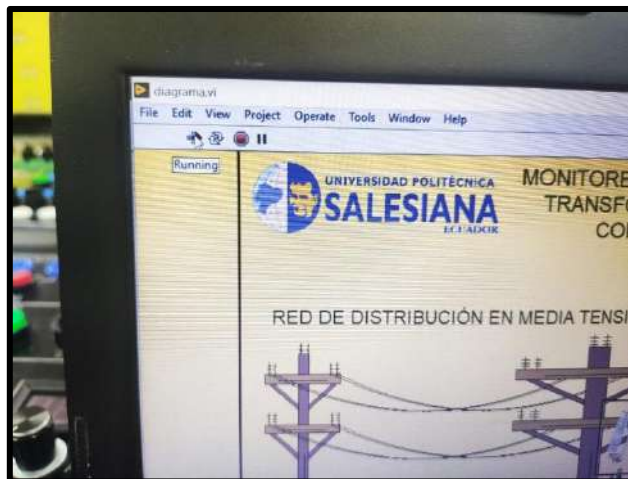 diagrama.vi
File Edit View Project Operate Tools Window Help
Running
UNIVERSIDAD POLITÉCNICA
SALESIANA
ECUADOR
MONITORE
TRANSFO
CO
RED DE DISTRIBUCIÓN EN MEDIA TENSI